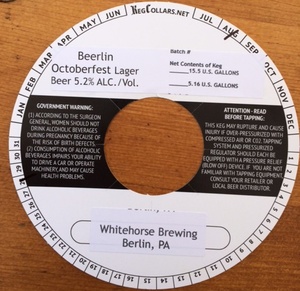 KegCollars.net
JAN FEB MAR APR MAY JUN JUL AUG SEP OCT NOV DEC
Beerlin
Octoberfest Lager
Beer 5.2% ALC./Vol.
Batch #
Net Contents of Keg
15.5 U.S. GALLONS
5.16 U.S. GALLONS
GOVERNMENT WARNING:
(1) ACCORDING TO THE SURGEON
GENERAL, WOMEN SHOULD NOT
DRINK ALCOHOLIC BEVERAGES
DURING PREGNANCY BECAUSE OF
THE RISK OF BIRTH DEFECTS.
(2) CONSUMPTION OF ALCOHOLIC
BEVERAGES IMPAIRS YOUR ABILITY
TO DRIVE A CAR OR OPERATE
MACHINERY, AND MAY CAUSE
HEALTH PROBLEMS.
ATTENTION - READ
BEFORE TAPPING:
THIS KEG MAY RUPTURE AND CAUSE
INJURY IF OVER-PRESSURIZED WITH
COMPRESSED AIR OR CO2. TAPPING
SYSTEM AND PRESSURIZED
REGULATOR SHOULD EACH BE
EQUIPPED WITH A PRESSURE RELIEF
(BLOW OFF) DEVICE. IF YOU ARE NOT
FAMILIAR WITH TAPPING EQUIPMENT,
CONSULT YOUR RETAILER OR
LOCAL BEER DISTRIBUTOR.
Whitehorse Brewing
Berlin, PA